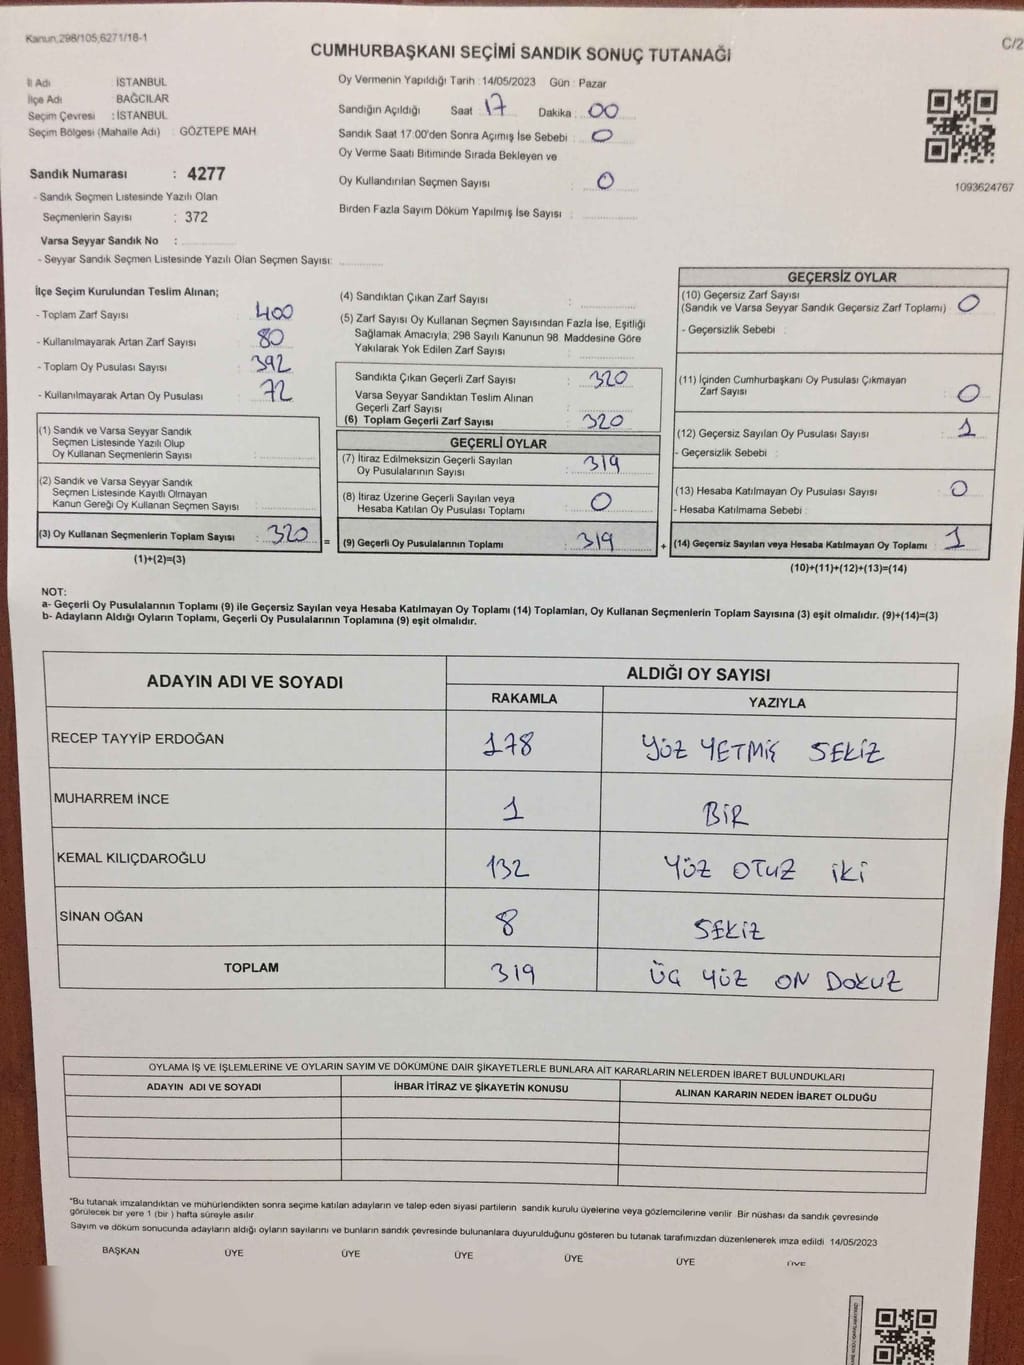 Kanun,298/105,6271/18-1
C/2
CUMHURBAŞKANI SEÇİMİ SANDIK SONUÇ TUTANAĞI
İl Adı İSTANBUL
İlçe Adı BAĞCILAR
Seçim Çevresi : İSTANBUL
Seçim Bölgesi (Mahalle Adı) : GÖZTEPE MAH
Sandık Numarası : 4277
- Sandık Seçmen Listesinde Yazılı Olan
Seçmenlerin Sayısı : 372
Varsa Seyyar Sandık No :
- Seyyar Sandık Seçmen Listesinde Yazılı Olan Seçmen Sayısı:
Oy Vermenin Yapıldığı Tarih : 14/05/2023 Gün : Pazar
Sandığın Açıldığı Saat 17 Dakika : 00
Sandık Saat 17:00'den Sonra Açımış İse Sebebi : 0
Oy Verme Saati Bitiminde Sırada Bekleyen ve
Oy Kullandırılan Seçmen Sayısı : 0
Birden Fazla Sayım Döküm Yapılmış İse Sayısı :
1093624767
İlçe Seçim Kurulundan Teslim Alınan;
- Toplam Zarf Sayısı : 400
- Kullanılmayarak Artan Zarf Sayısı : 80
- Toplam Oy Pusulası Sayısı : 392
- Kullanılmayarak Artan Oy Pusulası : 72
(1) Sandık ve Varsa Seyyar Sandık
Seçmen Listesinde Yazılı Olup
Oy Kullanan Seçmenlerin Sayısı :
(2) Sandık ve Varsa Seyyar Sandık
Seçmen Listesinde Kayıtlı Olmayan
Kanun Gereği Oy Kullanan Seçmen Sayısı :
(3) Oy Kullanan Seçmenlerin Toplam Sayısı : 320
(1)+(2)=(3)
(4) Sandıktan Çıkan Zarf Sayısı :
(5) Zarf Sayısı Oy Kullanan Seçmen Sayısından Fazla İse, Eşitliği
Sağlamak Amacıyla, 298 Sayılı Kanunun 98 Maddesine Göre
Yakılarak Yok Edilen Zarf Sayısı :
Sandıkta Çıkan Geçerli Zarf Sayısı : 320
Varsa Seyyar Sandıktan Teslim Alınan
Geçerli Zarf Sayısı :
(6) Toplam Geçerli Zarf Sayısı : 320
GEÇERLİ OYLAR
(7) İtiraz Edilmeksizin Geçerli Sayılan
Oy Pusulalarının Sayısı : 319
(8) İtiraz Üzerine Geçerli Sayılan veya
Hesaba Katılan Oy Pusulası Toplamı : 0
= (9) Geçerli Oy Pusulalarının Toplamı : 319
GEÇERSİZ OYLAR
(10) Geçersiz Zarf Sayısı
(Sandık ve Varsa Seyyar Sandık Geçersiz Zarf Toplamı) : 0
- Geçersizlik Sebebi :
(11) İçinden Cumhurbaşkanı Oy Pusulası Çıkmayan
Zarf Sayısı : 0
(12) Geçersiz Sayılan Oy Pusulası Sayısı : 1
- Geçersizlik Sebebi :
(13) Hesaba Katılmayan Oy Pusulası Sayısı : 0
- Hesaba Katılmama Sebebi :
+ (14) Geçersiz Sayılan veya Hesaba Katılmayan Oy Toplamı : 1
(10)+(11)+(12)+(13)=(14)
NOT:
a- Geçerli Oy Pusulalarının Toplamı (9) ile Geçersiz Sayılan veya Hesaba Katılmayan Oy Toplamı (14) Toplamları, Oy Kullanan Seçmenlerin Toplam Sayısına (3) eşit olmalıdır. (9)+(14)=(3)
b- Adayların Aldığı Oyların Toplamı, Geçerli Oy Pusulalarının Toplamına (9) eşit olmalıdır.
ADAYIN ADI VE SOYADI
ALDIĞI OY SAYISI
RAKAMLA YAZIYLA
RECEP TAYYİP ERDOĞAN 178 YÜZ YETMİŞ SEKİZ
MUHARREM İNCE 1 BİR
KEMAL KILIÇDAROĞLU 132 YÜZ OTUZ İKİ
SİNAN OĞAN 8 SEKİZ
TOPLAM 319 ÜÇ YÜZ ON DOKUZ
OYLAMA İŞ VE İŞLEMLERİNE VE OYLARIN SAYIM VE DÖKÜMÜNE DAİR ŞİKAYETLERLE BUNLARA AİT KARARLARIN NELERDEN İBARET BULUNDUKLARI
ADAYIN ADI VE SOYADI İHBAR İTİRAZ VE ŞİKAYETİN KONUSU ALINAN KARARIN NEDEN İBARET OLDUĞU
"Bu tutanak imzalandıktan ve mühürlendikten sonra seçime katılan adayların ve talep eden siyasi partilerin sandık kurulu üyelerine veya gözlemcilerine verilir Bir nüshası da sandık çevresinde
görülecek bir yere 1 (bir ) hafta süreyle asılır
Sayım ve döküm sonucunda adayların aldığı oyların sayılarını ve bunların sandık çevresinde bulunanlara duyurulduğunu gösteren bu tutanak tarafımızdan düzenlenerek imza edildi 14/05/2023
BAŞKAN ÜYE ÜYE ÜYE ÜYE ÜYE ÜYE